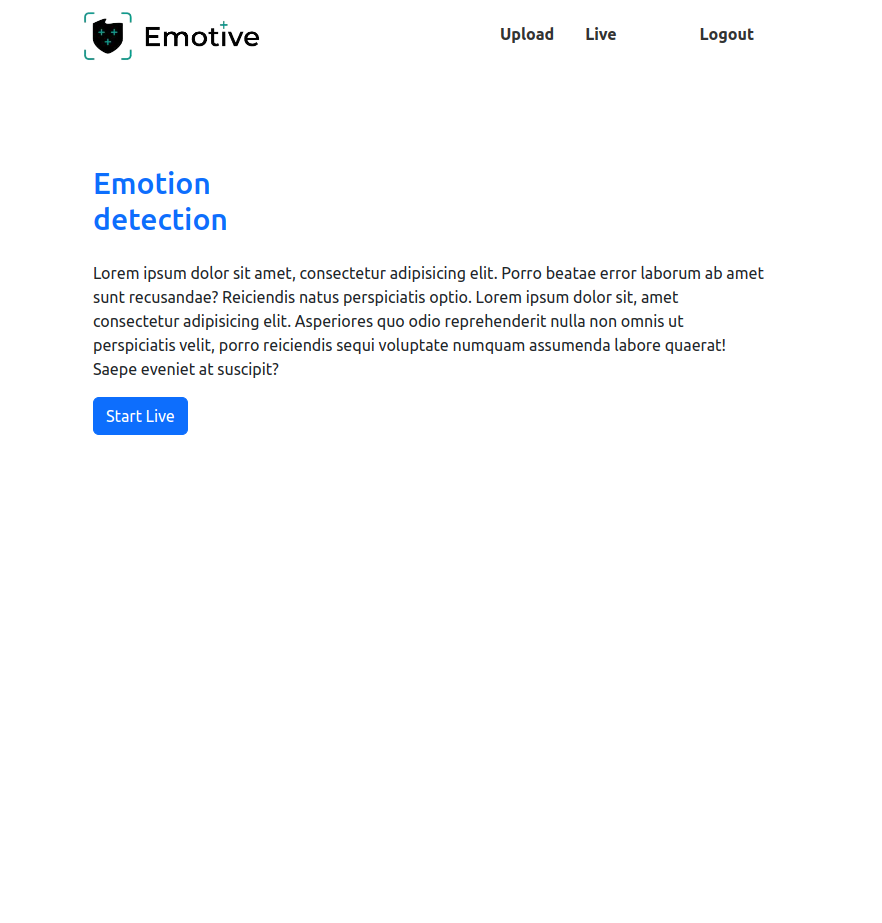 Emotive
Upload Live Logout
Emotion
detection
Lorem ipsum dolor sit amet, consectetur adipisicing elit. Porro beatae error laborum ab amet
sunt recusandae? Reiciendis natus perspiciatis optio. Lorem ipsum dolor sit, amet
consectetur adipisicing elit. Asperiores quo odio reprehenderit nulla non omnis ut
perspiciatis velit, porro reiciendis sequi voluptate numquam assumenda labore quaerat!
Saepe eveniet at suscipit?
Start Live